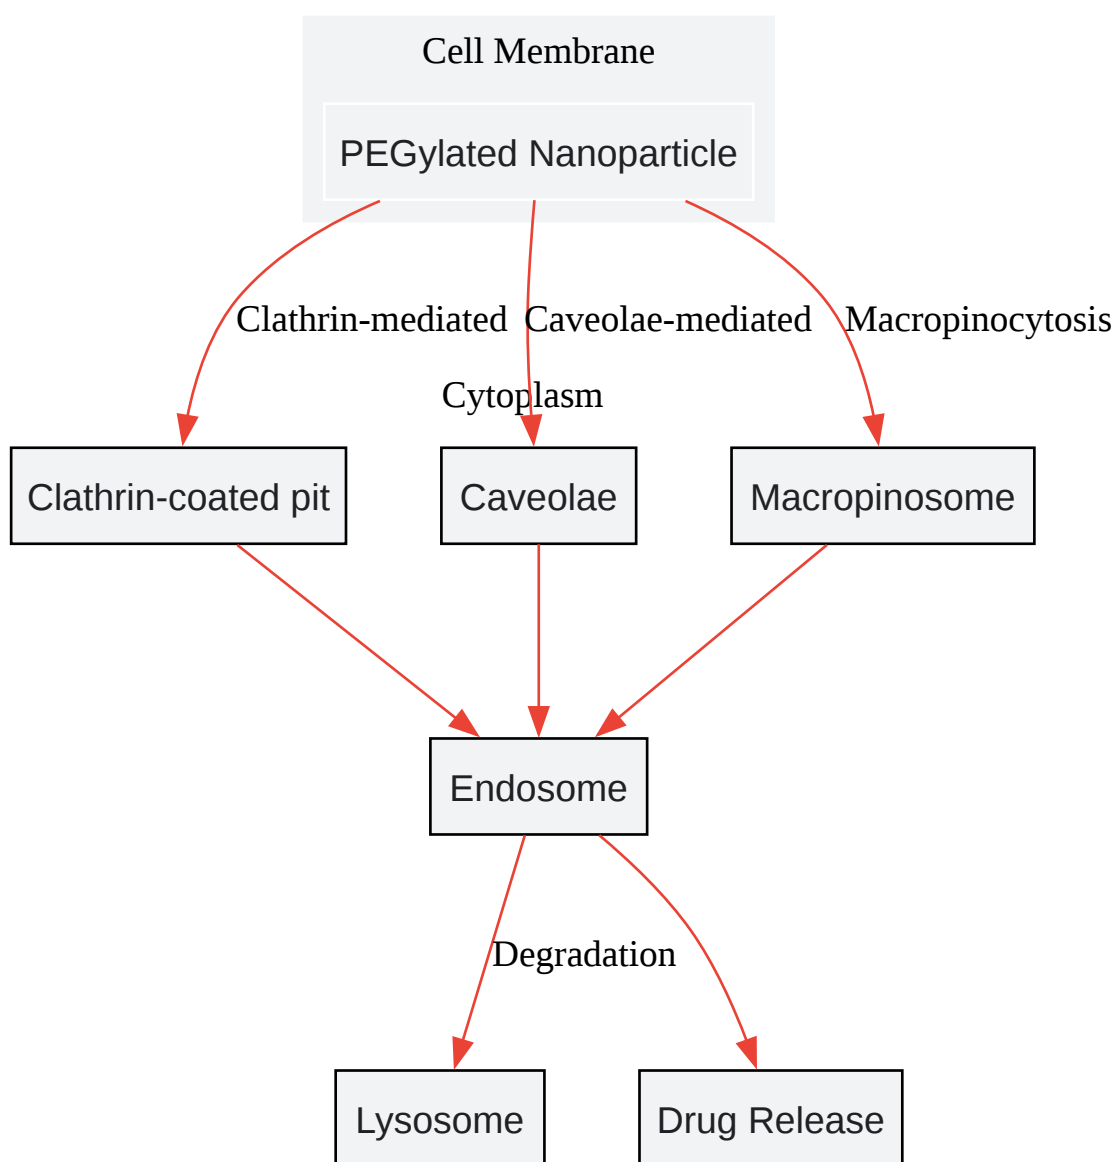 Cell Membrane
PEGylated Nanoparticle
Clathrin-mediated
Caveolae-mediated
Macropinocytosis
Cytoplasm
Clathrin-coated pit
Caveolae
Macropinosome
Endosome
Degradation
Lysosome
Drug Release